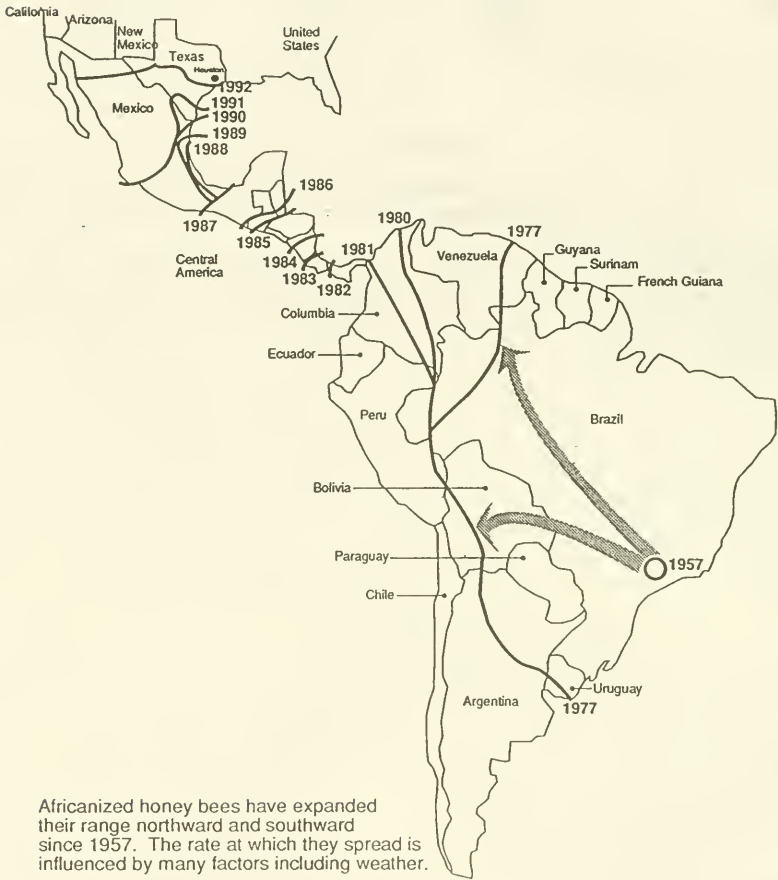 California
Arizona
New
Mexico
Texas
Houston
United
States
Mexico
1992
1991
1990
1989
1988
1987
1986
1985
1984
1983
1982
1981
1980
1977
Central
America
Venezuela
Guyana
Surinam
French Guiana
Columbia
Ecuador
Peru
Brazil
Bolivia
Paraguay
1957
Chile
Argentina
Uruguay
1977
Africanized honey bees have expanded
their range northward and southward
since 1957. The rate at which they spread is
influenced by many factors including weather.